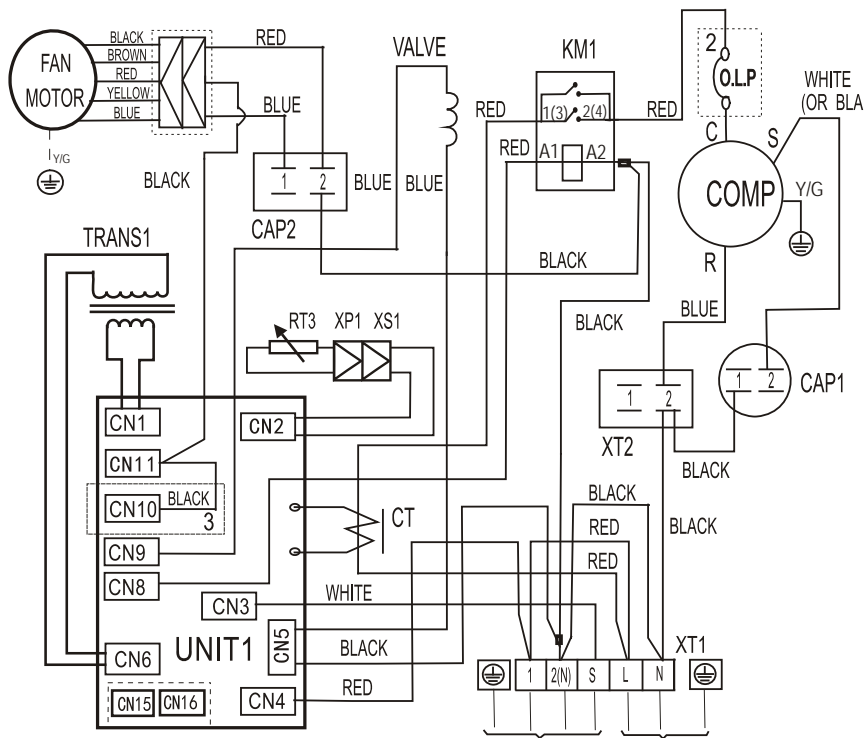 BLACK
BROWN
RED
YELLOW
BLUE
FAN
MOTOR
Y/G
RED
BLUE
BLACK
1 2
CAP2
BLUE
VALVE
BLUE
KM1
RED
1(3) 2(4)
RED
RED
A1 A2
2
O.L.P
WHITE
(OR BLA
C
S
COMP
Y/G
R
BLUE
BLACK
BLACK
TRANS1
RT3
XP1
XS1
1 2
CAP1
1 2
XT2
BLACK
CN1
CN2
CN11
CN10
BLACK
3
CN9
CN8
CT
BLACK
RED
BLACK
RED
WHITE
CN3
UNIT1
CN5
BLACK
CN6
RED
CN4
CN15
CN16
XT1
1 2(N) S L N